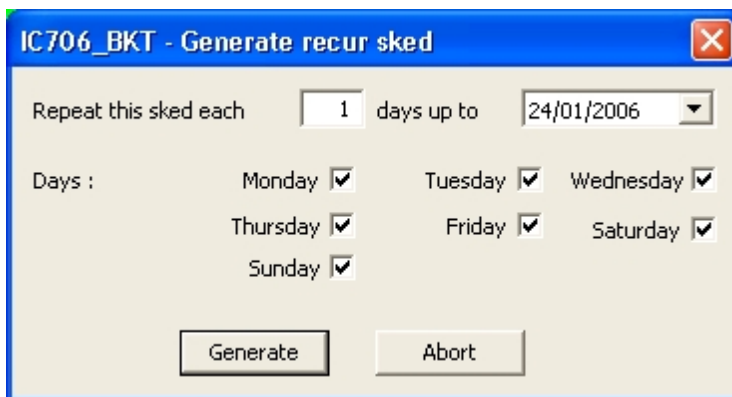 IC706_BKT - Generate recur sked
Repeat this sked each 1 days up to 24/01/2006
Days : Monday Tuesday Wednesday
Thursday Friday Saturday
Sunday
Generate Abort